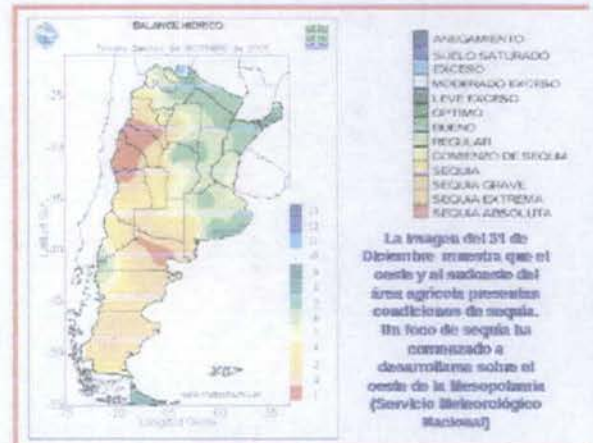 BALANCE HIDRICO
ANEGAMIENTO
SUELO SATURADO
EXCESO
MODERADO EXCESO
LEVE EXCESO
OPTIMO
BUENO
REGULAR
COMIENZO DE SEQUIA
SEQUIA
SEQUIA GRAVE
SEQUIA EXTREMA
SEQUIA ABSOLUTA
La imagen del 31 de
Diciembre muestra que el
oeste y el sudoeste del
área agrícola presentan
condiciones de sequía.
Un foco de sequía ha
comenzado a
desarrollarse sobre el
oeste de la Mesopotamia
(Servicio Meteorológico
Nacional)
Longitud Oeste